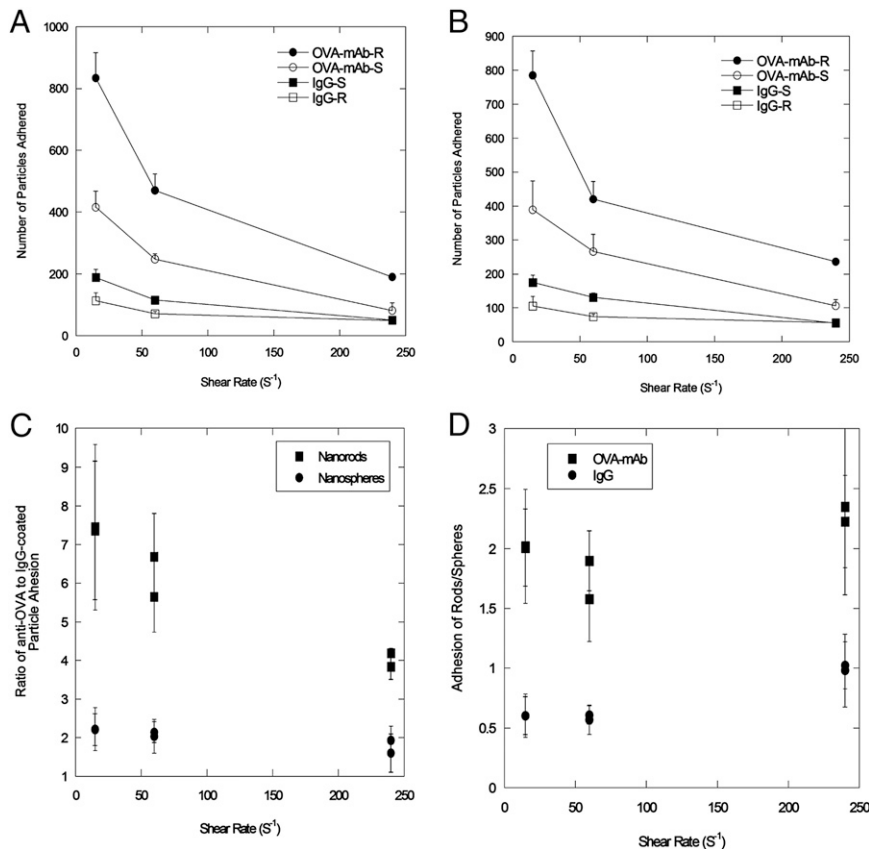 A
1000
800
600
400
200
0
Number of Particles Adhered
OVA-mAb-R
OVA-mAb-S
IgG-S
IgG-R
0 50 100 150 200 250
Shear Rate (S⁻¹)
B
900
800
700
600
500
400
300
200
100
0
Number of Particles Adhered
OVA-mAb-R
OVA-mAb-S
IgG-S
IgG-R
0 50 100 150 200 250
Shear Rate (S⁻¹)
C
10
9
8
7
6
5
4
3
2
1
Ratio of anti-OVA to IgG-coated
Particle Ahesion
Nanorods
Nanospheres
0 50 100 150 200 250
Shear Rate (S⁻¹)
D
3
2.5
2
1.5
1
0.5
0
Adhesion of Rods/Spheres
OVA-mAb
IgG
0 50 100 150 200 250
Shear Rate (S⁻¹)